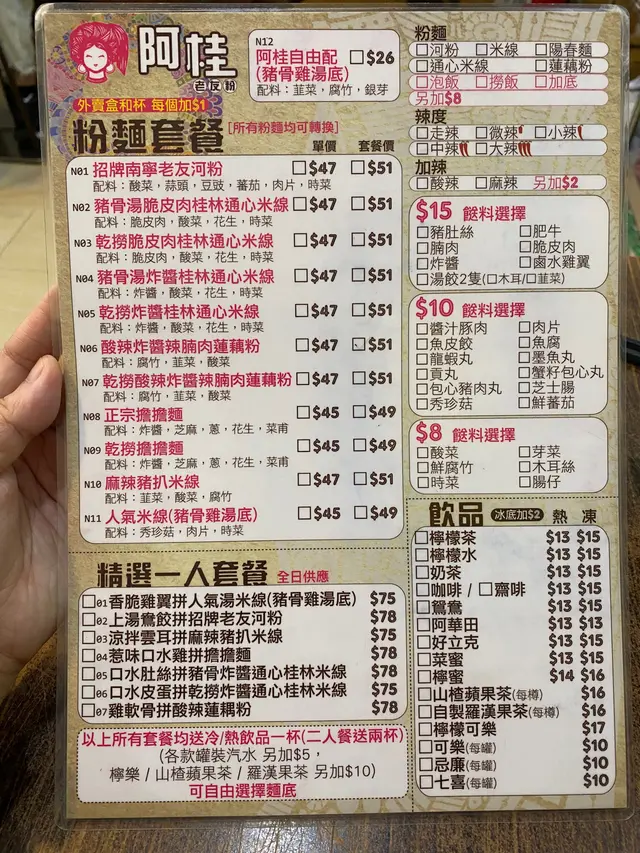 阿桂
老友粉
外賣盒和杯 每個加$1
N12
阿桂自由配 $26
(豬骨雞湯底)
配料：韮菜，腐竹，銀芽
粉麵套餐 [所有粉麵均可轉換]
單價 套餐價
N01 招牌南寧老友河粉 $47 $51
配料：酸菜，蒜頭，豆豉，蕃茄，肉片，時菜
N02 豬骨湯脆皮肉桂林通心米線 $47 $51
配料：脆皮肉，酸菜，花生，時菜
N03 乾撈脆皮肉桂林通心米線 $47 $51
配料：脆皮肉，酸菜，花生，時菜
N04 豬骨湯炸醬桂林通心米線 $47 $51
配料：炸醬，酸菜，花生，時菜
N05 乾撈炸醬桂林通心米線 $47 $51
配料：炸醬，酸菜，花生，時菜
N06 酸辣炸醬辣腩肉蓮藕粉 $47 $51
配料：腐竹，韮菜，酸菜
N07 乾撈酸辣炸醬辣腩肉蓮藕粉 $47 $51
配料：腐竹，韮菜，酸菜
N08 正宗擔擔麵 $45 $49
配料：炸醬，芝麻，蔥，花生，菜甫
N09 乾撈擔擔麵 $45 $49
配料：炸醬，芝麻，蔥，花生，菜甫
N10 麻辣豬扒米線 $47 $51
配料：韮菜，酸菜，腐竹
N11 人氣米線(豬骨雞湯底) $45 $49
配料：秀珍菇，肉片，時菜
精選一人套餐 全日供應
01 香脆雞翼拼人氣湯米線(豬骨雞湯底) $75
02 上湯鴛餃拼招牌老友河粉 $78
03 涼拌雲耳拼麻辣豬扒米線 $75
04 惹味口水雞拼擔擔麵 $78
05 口水肚絲拼豬骨炸醬通心桂林米線 $78
06 口水皮蛋拼乾撈炸醬通心桂林米線 $75
07 雞軟骨拼酸辣蓮耦粉 $78
以上所有套餐均送冷/熱飲品一杯(二人餐送兩杯)
(各款罐裝汽水 另加$5，
檸樂 / 山楂蘋果茶 / 羅漢果茶 另加$10)
可自由選擇麵底
粉麵
河粉 米線 陽春麵
通心米線 蓮藕粉
泡飯 撈飯 加底
另加$8
辣度
走辣 微辣 小辣
中辣 大辣
加辣
酸辣 麻辣 另加$2
$15 餸料選擇
豬肚絲 肥牛
腩肉 脆皮肉
炸醬 鹵水雞翼
湯餃2隻(木耳/韮菜)
$10 餸料選擇
醬汁豚肉 肉片
魚皮餃 魚腐
龍蝦丸 墨魚丸
貢丸 蟹籽包心丸
包心豬肉丸 芝士腸
秀珍菇 鮮蕃茄
$8 餸料選擇
酸菜 芽菜
鮮腐竹 木耳絲
時菜 腸仔
飲品 冰底加$2 熱 凍
檸檬茶 $13 $15
檸檬水 $13 $15
奶茶 $13 $15
咖啡 / 齋啡 $13 $15
鴛鴦 $13 $15
阿華田 $13 $13
好立克 $13 $15
菜蜜 $13 $15
檸蜜 $14 $16
山楂蘋果茶(每樽) $16
自製羅漢果茶(每樽) $16
檸檬可樂 $17
可樂(每罐) $10
忌廉(每罐) $10
七喜(每罐) $10